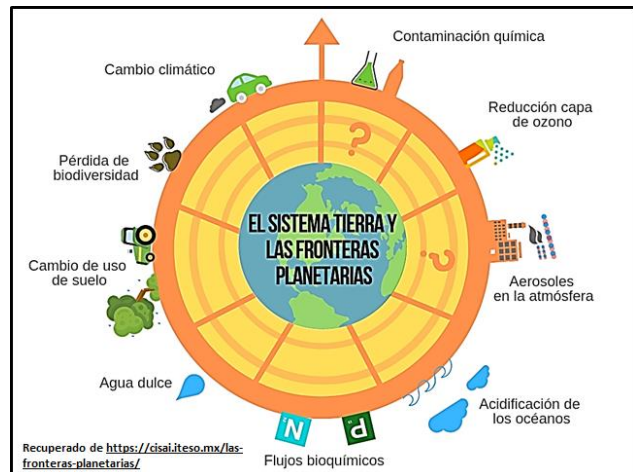 Contaminación química
Cambio climático
Reducción capa
de ozono
?
Pérdida de
biodiversidad
EL SISTEMA TIERRA Y
LAS FRONTERAS
PLANETARIAS
?
Cambio de uso
de suelo
Aerosoles
en la atmósfera
Agua dulce
Acidificación de
los océanos
N
P
Flujos bioquímicos
Recuperado de https://cisai.iteso.mx/las-
fronteras-planetarias/